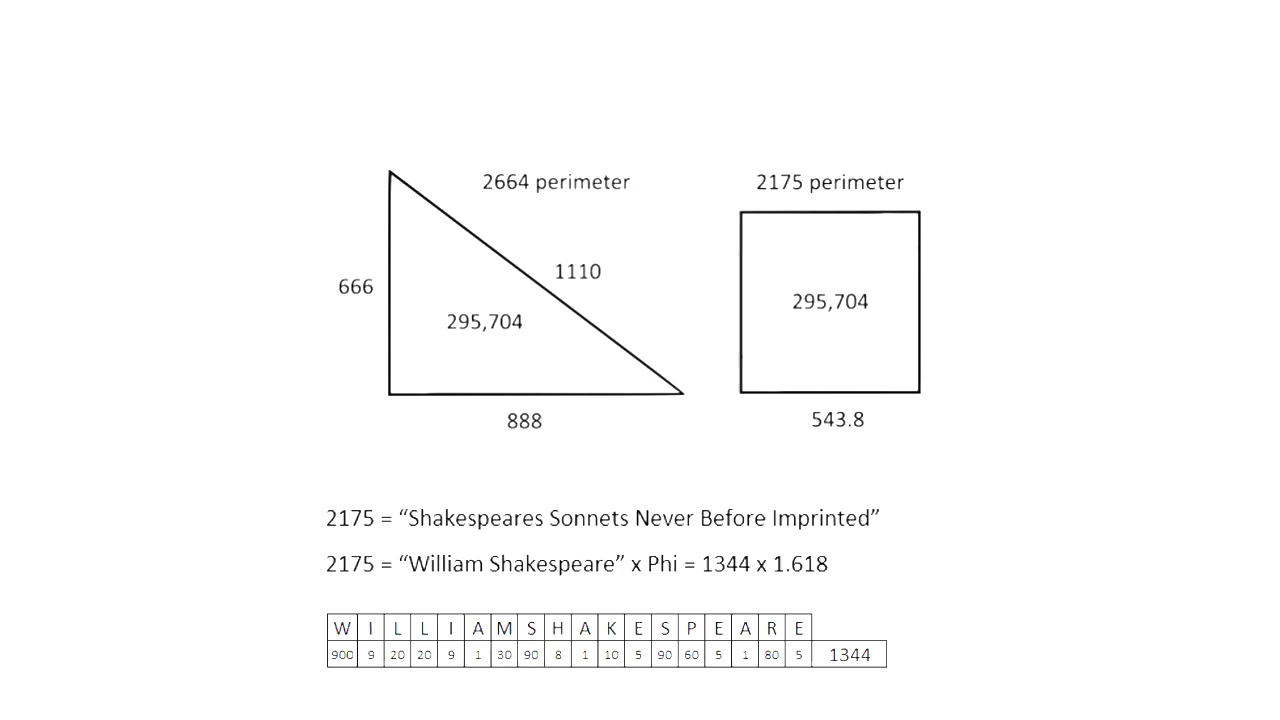 2664 perimeter
2175 perimeter
666
1110
295,704
295,704
888
543.8
2175 = “Shakespeares Sonnets Never Before Imprinted”
2175 = “William Shakespeare” x Phi = 1344 x 1.618
W I L L I A M S H A K E S P E A R E
900 9 20 20 9 1 30 90 8 1 10 5 90 60 5 1 80 5 1344